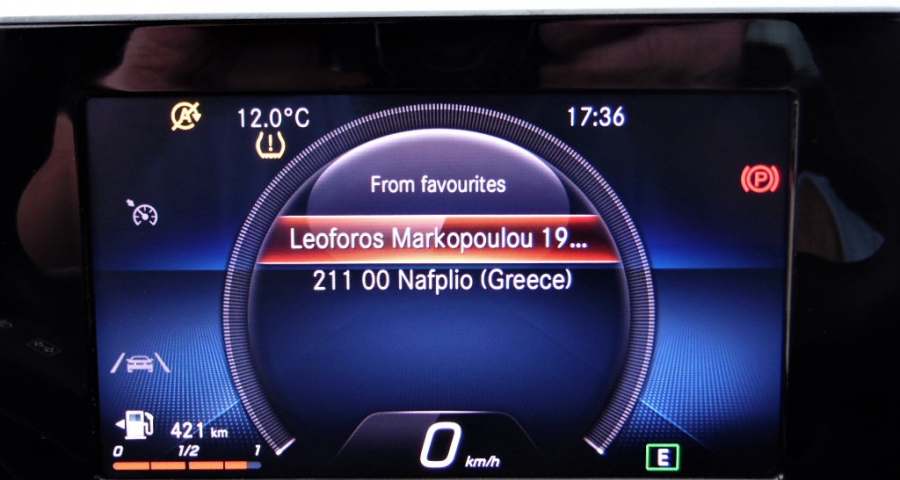 12.0°C
17:36
From favourites
Leoforos Markopoulou 19...
211 00 Nafplio (Greece)
421 km
0 1/2 1
0 km/h
E
P
A
!